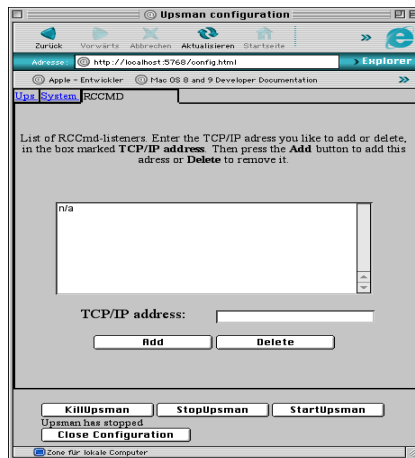 Upsman configuration
Zurück Vorwärts Abbrechen Aktualisieren Startseite »
Adresse: http://localhost:5768/config.html Explorer
Apple - Entwickler Mac OS 8 and 9 Developer Documentation »
Ups System RCCMD
List of RCCmd-listeners. Enter the TCP/IP adress you like to add or delete,
in the box marked TCP/IP address. Then press the Add button to add this
adress or Delete to remove it.
n/a
TCP/IP address:
Add Delete
KillUpsman StopUpsman StartUpsman
Upsman has stopped
Close Configuration
Zone für lokale Computer